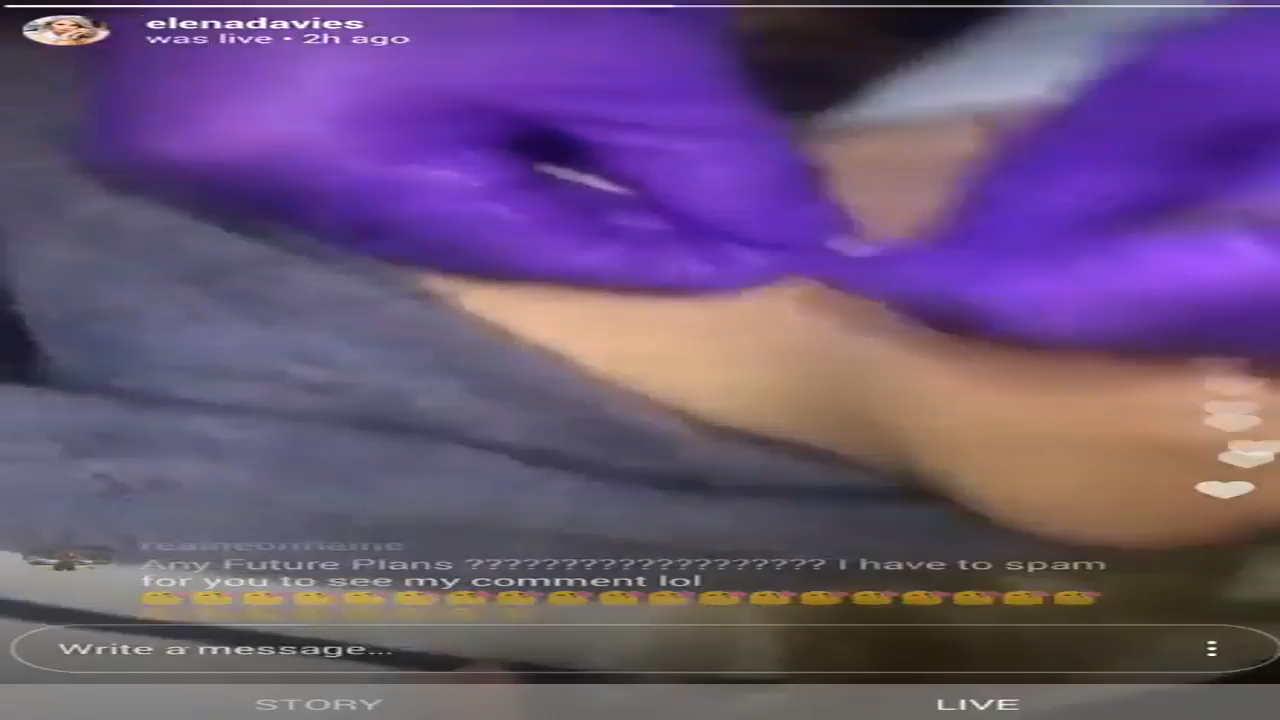 elenadavies
was live • 2h ago
Any Future Plans ??????????????????? I have to spam
for you to see my comment lol
Write a message...
STORY
LIVE